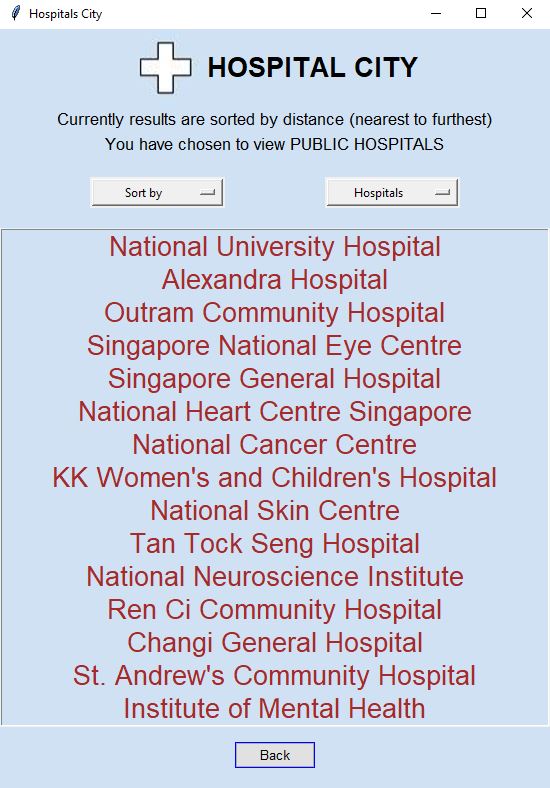 Hospitals City
HOSPITAL CITY
Currently results are sorted by distance (nearest to furthest)
You have chosen to view PUBLIC HOSPITALS
Sort by
Hospitals
National University Hospital
Alexandra Hospital
Outram Community Hospital
Singapore National Eye Centre
Singapore General Hospital
National Heart Centre Singapore
National Cancer Centre
KK Women's and Children's Hospital
National Skin Centre
Tan Tock Seng Hospital
National Neuroscience Institute
Ren Ci Community Hospital
Changi General Hospital
St. Andrew's Community Hospital
Institute of Mental Health
Back